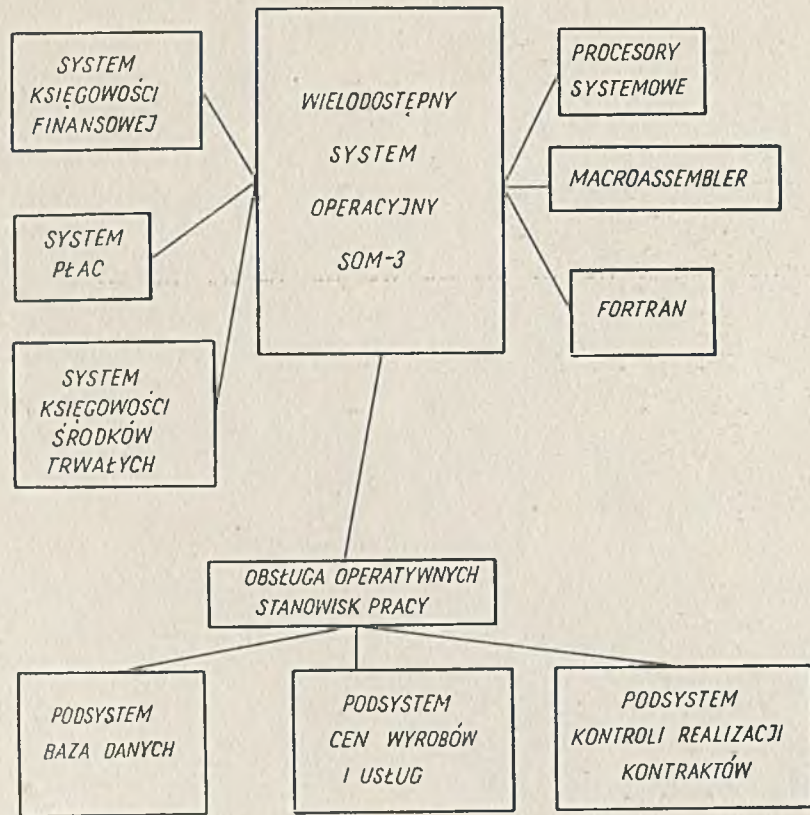 SYSTEM
KSIĘGOWOŚCI
FINANSOWEJ
SYSTEM
PŁAC
SYSTEM
KSIĘGOWOŚCI
ŚRODKÓW
TRWAŁYCH
WIELODOSTĘPNY
SYSTEM
OPERACYJNY
SOM-3
PROCESORY
SYSTEMOWE
MACROASSEMBLER
FORTRAN
OBSŁUGA OPERATYWNYCH
STANOWISK PRACY
PODSYSTEM
BAZA DANYCH
PODSYSTEM
CEN WYROBÓW
I USŁUG
PODSYSTEM
KONTROLI REALIZACJI
KONTRAKTÓW